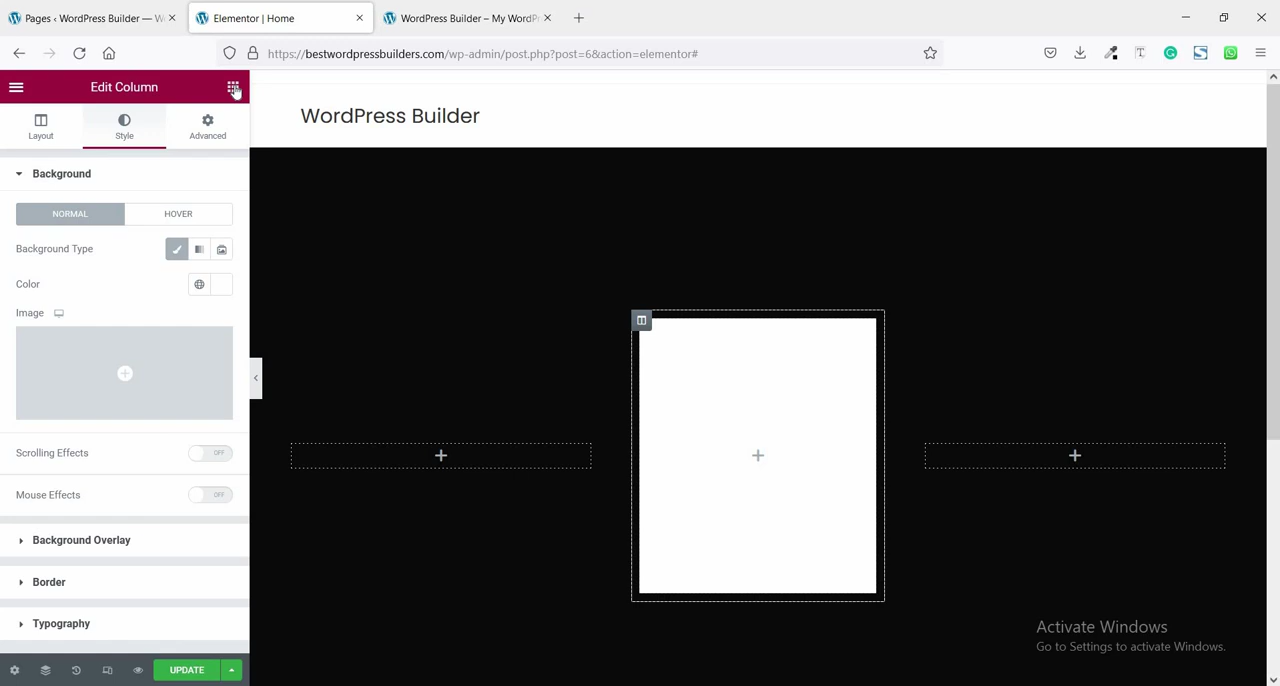 Pages ‹ WordPress Builder — W
Elementor | Home
WordPress Builder – My WordP
https://bestwordpressbuilders.com/wp-admin/post.php?post=6&action=elementor#
Edit Column
WordPress Builder
Layout
Style
Advanced
Background
NORMAL
HOVER
Background Type
Color
Image
Scrolling Effects
OFF
Mouse Effects
OFF
Background Overlay
Border
Typography
UPDATE
Activate Windows
Go to Settings to activate Windows.